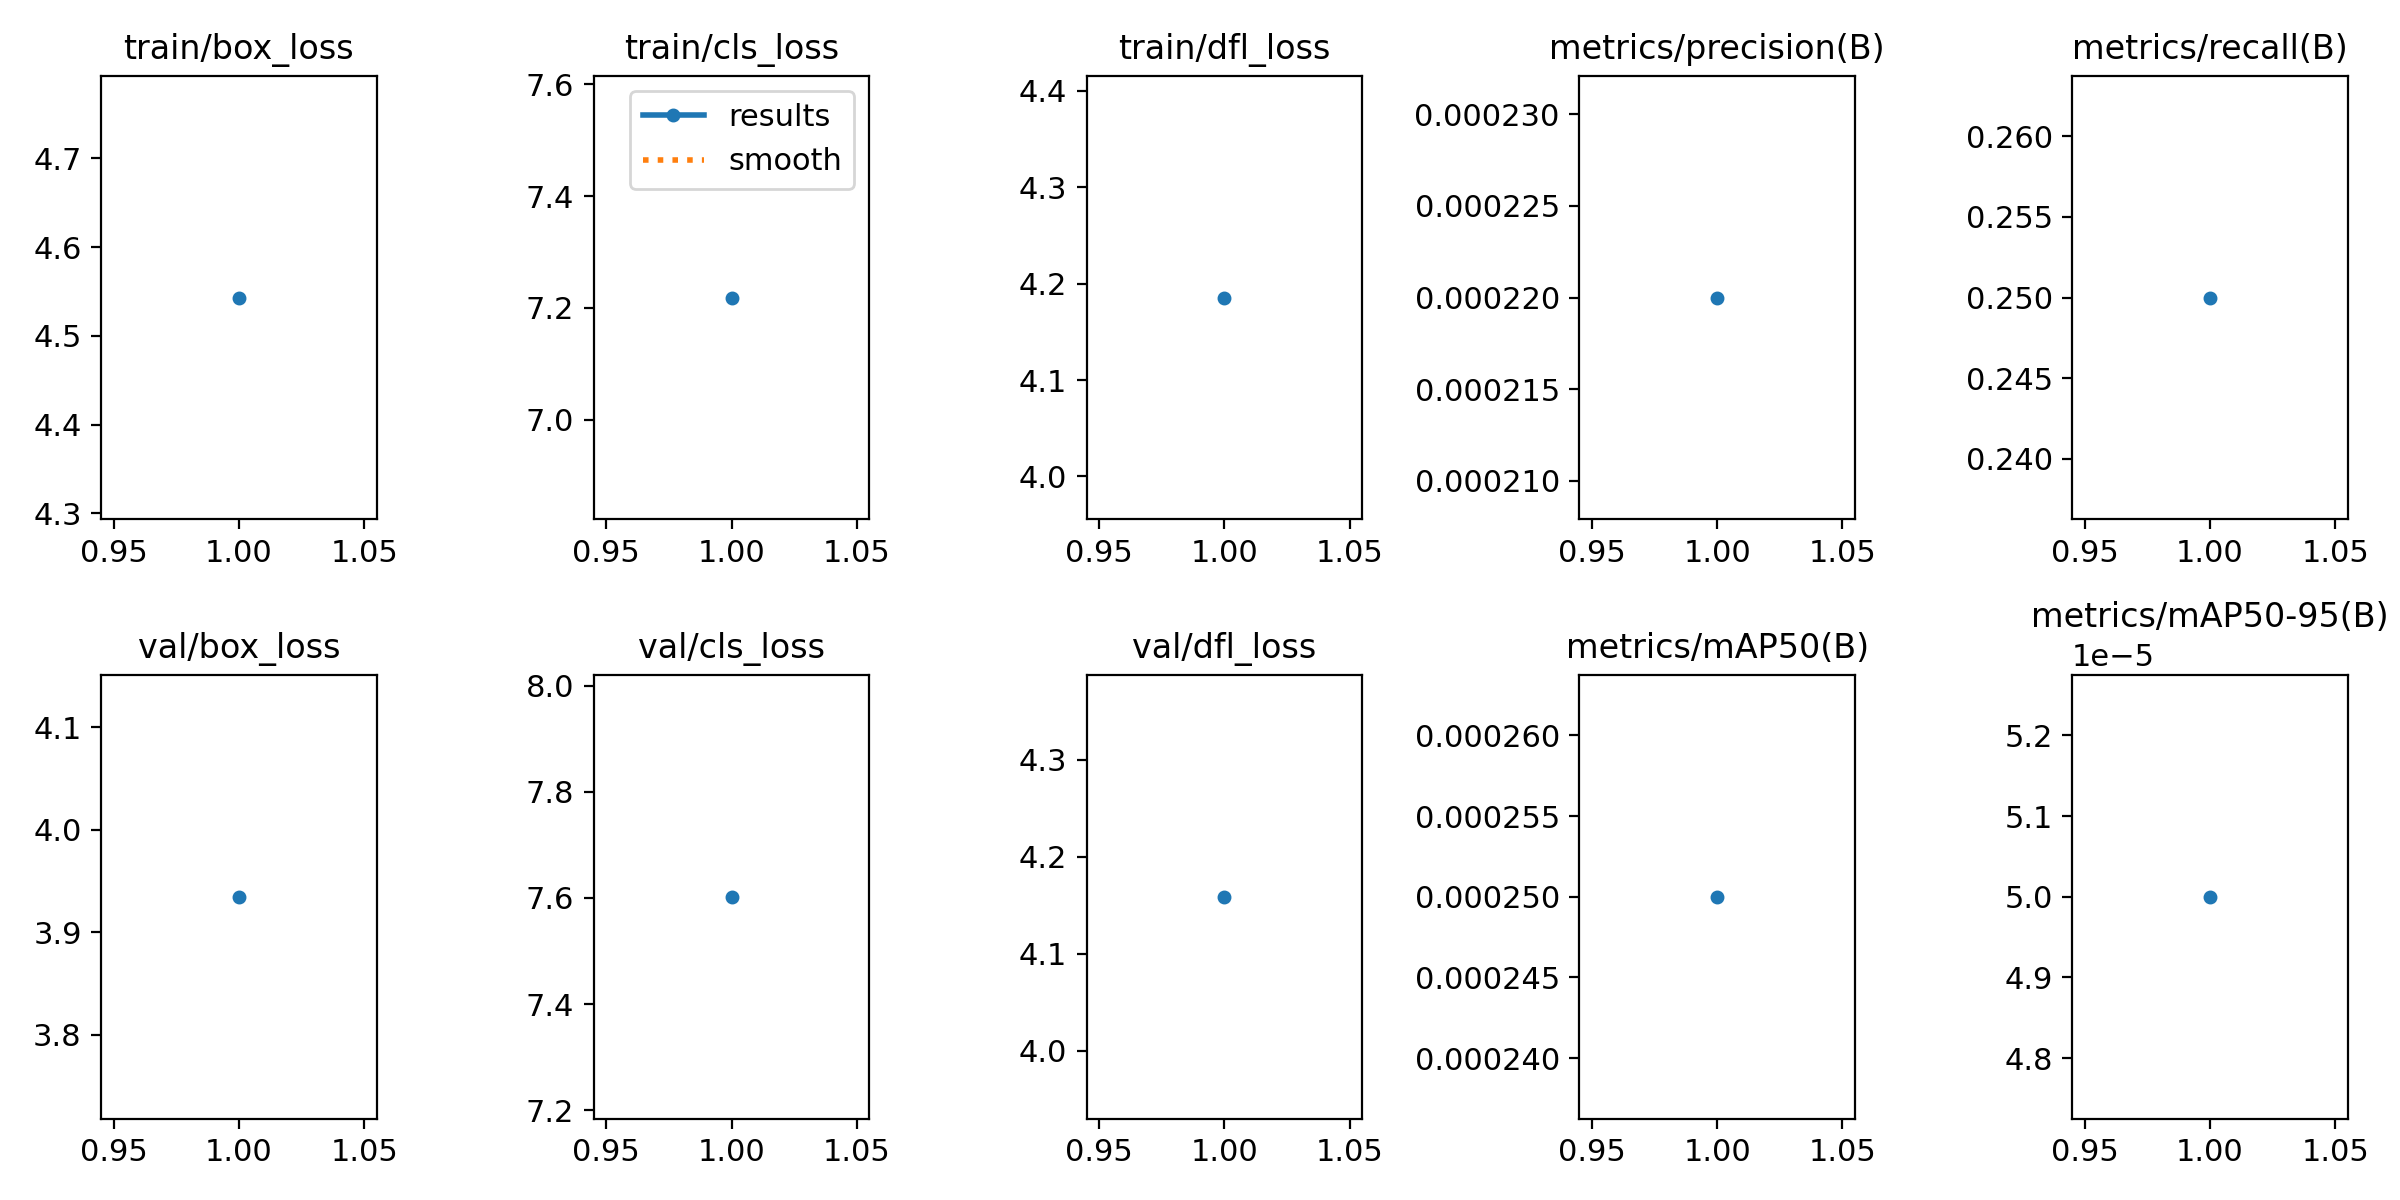 train/box_loss
4.7
4.6
4.5
4.4
4.3
0.95 1.00 1.05
train/cls_loss
results
smooth
7.6
7.4
7.2
7.0
0.95 1.00 1.05
train/dfl_loss
4.4
4.3
4.2
4.1
4.0
0.95 1.00 1.05
metrics/precision(B)
0.000230
0.000225
0.000220
0.000215
0.000210
0.95 1.00 1.05
metrics/recall(B)
0.260
0.255
0.250
0.245
0.240
0.95 1.00 1.05
val/box_loss
4.1
4.0
3.9
3.8
0.95 1.00 1.05
val/cls_loss
8.0
7.8
7.6
7.4
7.2
0.95 1.00 1.05
val/dfl_loss
4.3
4.2
4.1
4.0
0.95 1.00 1.05
metrics/mAP50(B)
0.000260
0.000255
0.000250
0.000245
0.000240
0.95 1.00 1.05
metrics/mAP50-95(B)
1e−5
5.2
5.1
5.0
4.9
4.8
0.95 1.00 1.05